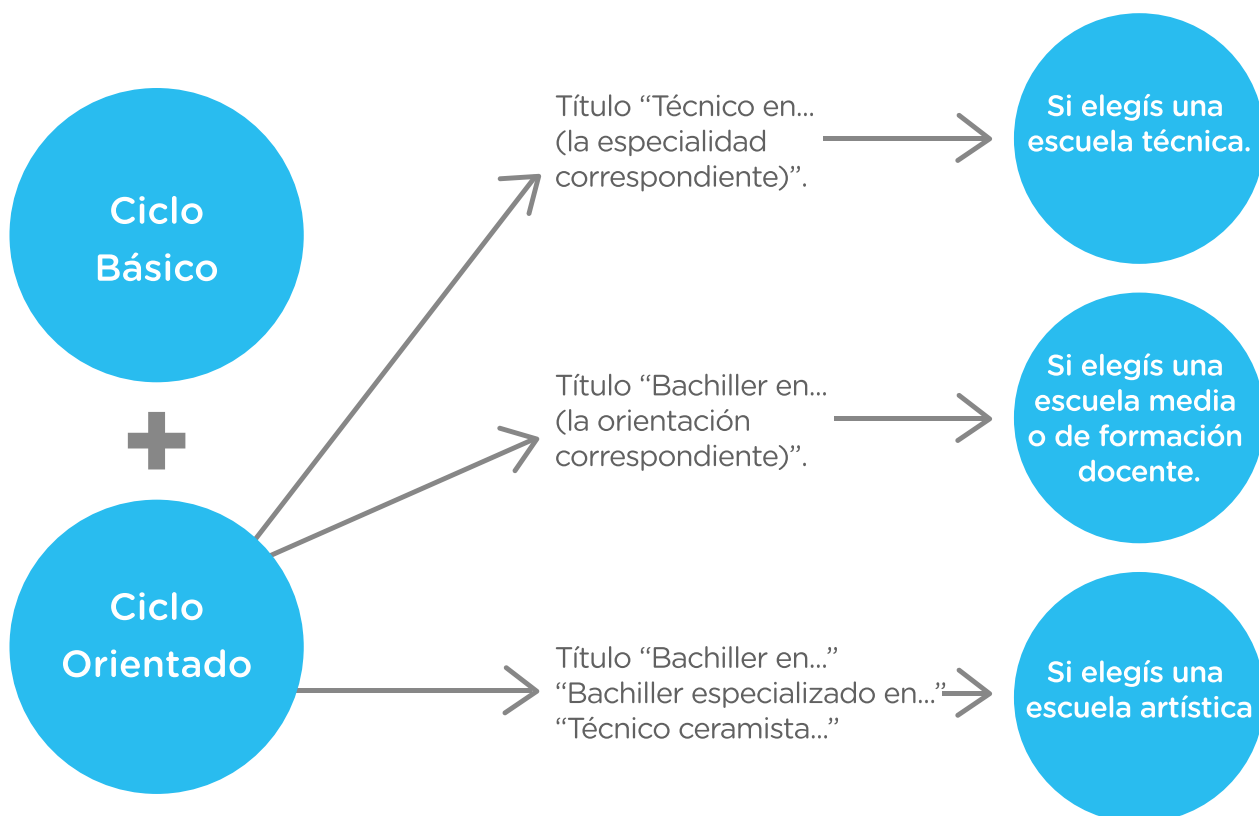 Ciclo
Básico
Ciclo
Orientado
Título “Técnico en...
(la especialidad
correspondiente)”.
Si elegís una
escuela técnica.
Título “Bachiller en...
(la orientación
correspondiente)”.
Si elegís una
escuela media
o de formación
docente.
Título “Bachiller en...”
“Bachiller especializado en...”
“Técnico ceramista...”
Si elegís una
escuela artística